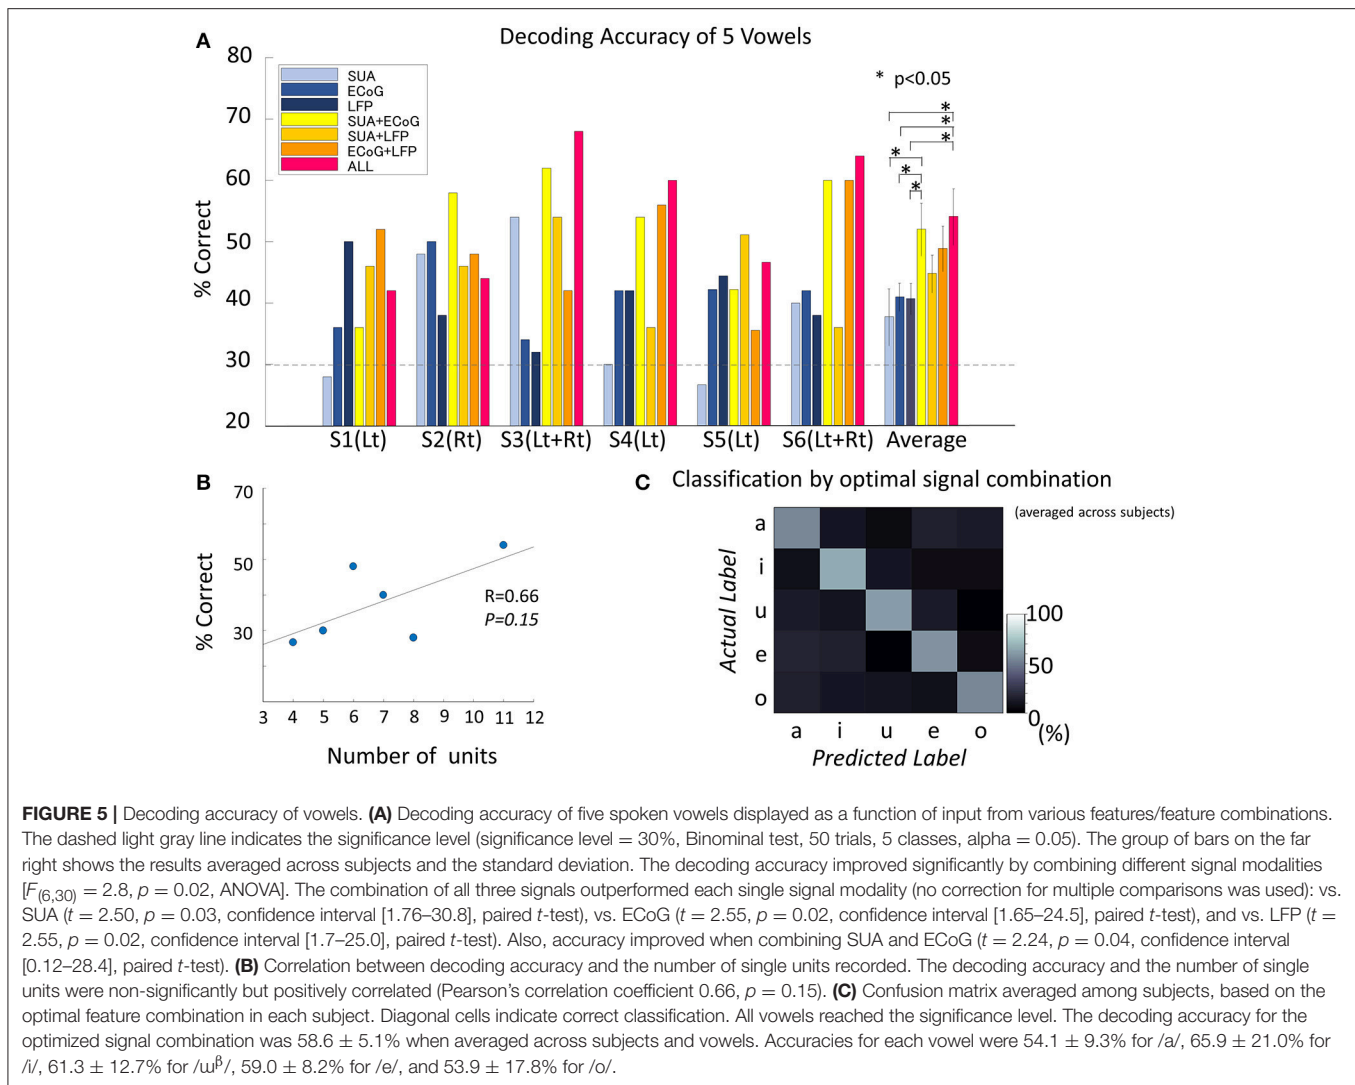 A
Decoding Accuracy of 5 Vowels
80
70
60
50
40
30
20
% Correct
SUA
ECoG
LFP
SUA+ECoG
SUA+LFP
ECoG+LFP
ALL
* p<0.05
*
*
*
*
*
*
S1(Lt) S2(Rt) S3(Lt+Rt) S4(Lt) S5(Lt) S6(Lt+Rt) Average
B
70
50
30
% Correct
R=0.66
P=0.15
3 4 5 6 7 8 9 10 11 12
Number of units
C Classification by optimal signal combination
(averaged across subjects)
a
i
u
e
o
Actual Label
a i u e o
Predicted Label
100
50
0
(%)
FIGURE 5 | Decoding accuracy of vowels. (A) Decoding accuracy of five spoken vowels displayed as a function of input from various features/feature combinations.
The dashed light gray line indicates the significance level (significance level = 30%, Binominal test, 50 trials, 5 classes, alpha = 0.05). The group of bars on the far
right shows the results averaged across subjects and the standard deviation. The decoding accuracy improved significantly by combining different signal modalities
[F(6,30) = 2.8, p = 0.02, ANOVA]. The combination of all three signals outperformed each single signal modality (no correction for multiple comparisons was used): vs.
SUA (t = 2.50, p = 0.03, confidence interval [1.76–30.8], paired t-test), vs. ECoG (t = 2.55, p = 0.02, confidence interval [1.65–24.5], paired t-test), and vs. LFP (t =
2.55, p = 0.02, confidence interval [1.7–25.0], paired t-test). Also, accuracy improved when combining SUA and ECoG (t = 2.24, p = 0.04, confidence interval
[0.12–28.4], paired t-test). (B) Correlation between decoding accuracy and the number of single units recorded. The decoding accuracy and the number of single
units were non-significantly but positively correlated (Pearson's correlation coefficient 0.66, p = 0.15). (C) Confusion matrix averaged among subjects, based on the
optimal feature combination in each subject. Diagonal cells indicate correct classification. All vowels reached the significance level. The decoding accuracy for the
optimized signal combination was 58.6 ± 5.1% when averaged across subjects and vowels. Accuracies for each vowel were 54.1 ± 9.3% for /a/, 65.9 ± 21.0% for
/i/, 61.3 ± 12.7% for /ɯᵝ/, 59.0 ± 8.2% for /e/, and 53.9 ± 17.8% for /o/.